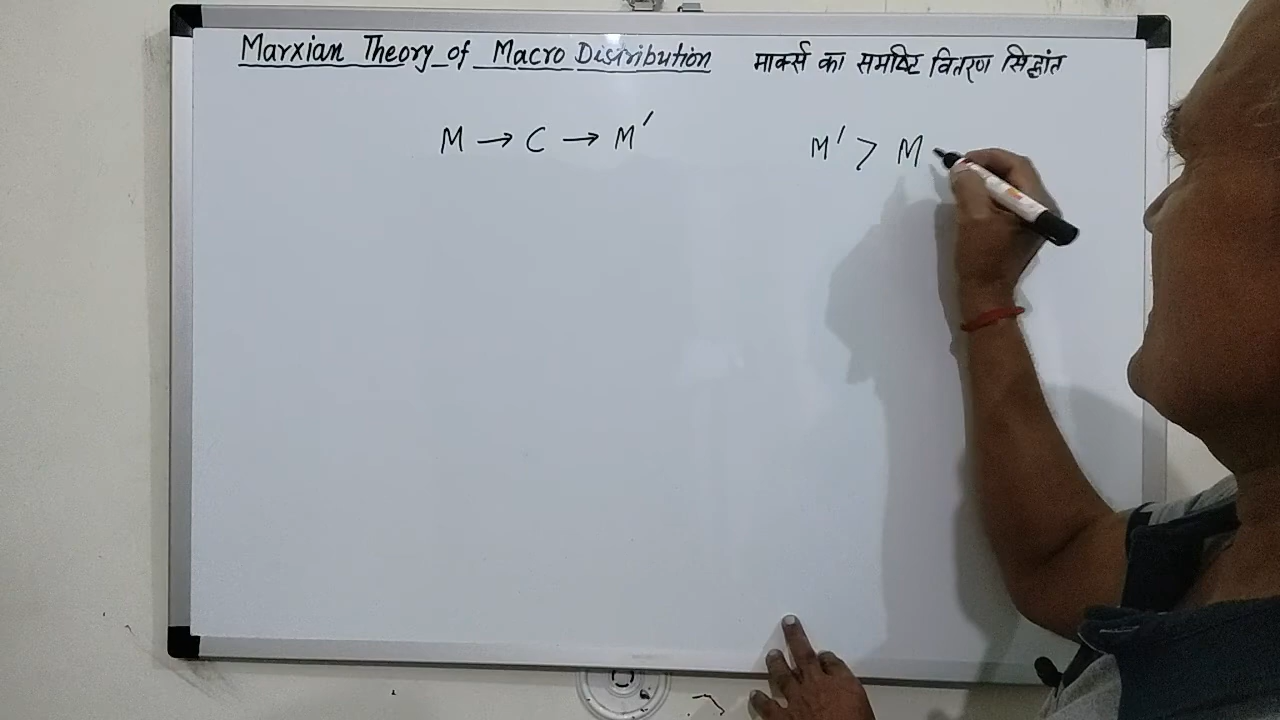 Marxian Theory of Macro Distribution मार्क्स का समष्टि वितरण सिद्धांत
M → C → M' M' > M